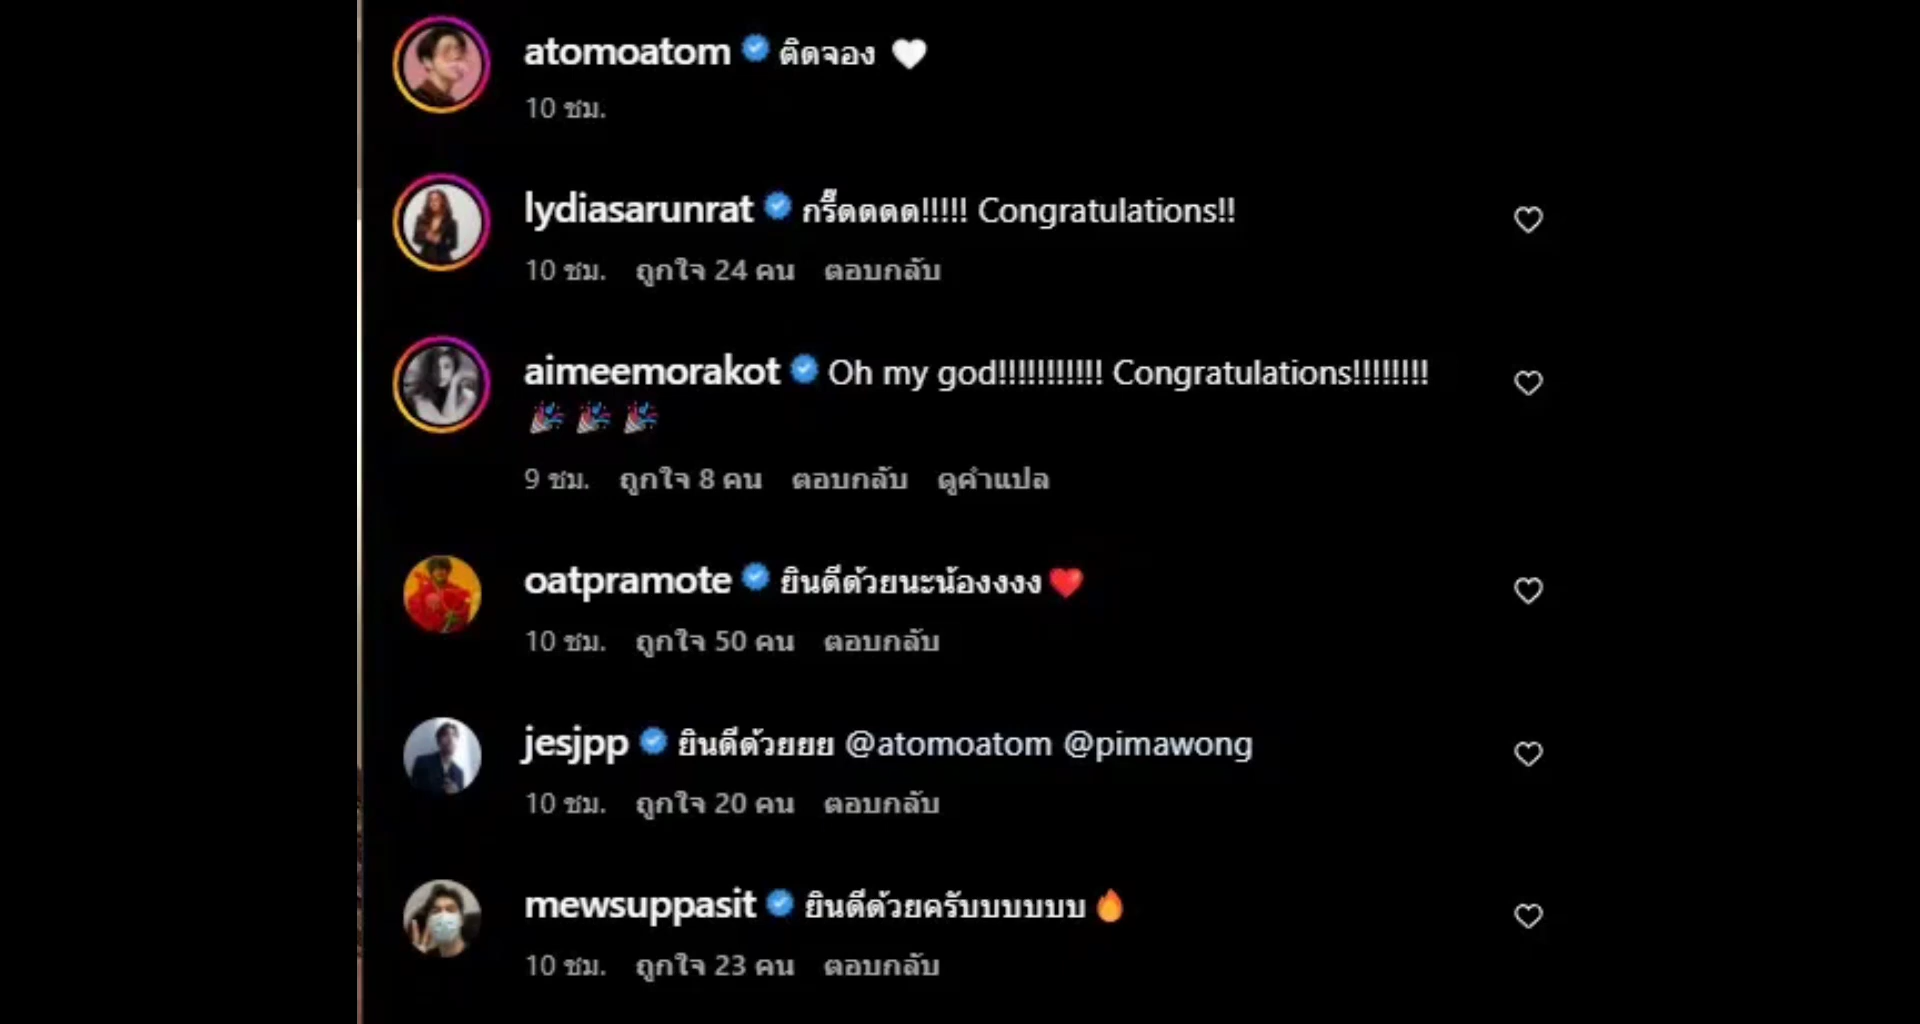 atomoatom ติดจอง 🤍
10 ชม.
lydiasarunrat กรี๊ดดดด!!!!! Congratulations!!
10 ชม. ถูกใจ 24 คน ตอบกลับ
aimeemorakot Oh my god!!!!!!!!!!!! Congratulations!!!!!!!!
🎉 🎉 🎉
9 ชม. ถูกใจ 8 คน ตอบกลับ ดูคำแปล
oatpramote ยินดีด้วยนะน้องงงง ❤️
10 ชม. ถูกใจ 50 คน ตอบกลับ
jesjpp ยินดีด้วยยย @atomoatom @pimawong
10 ชม. ถูกใจ 20 คน ตอบกลับ
mewsuppasit ยินดีด้วยครับบบบบบ 🔥
10 ชม. ถูกใจ 23 คน ตอบกลับ